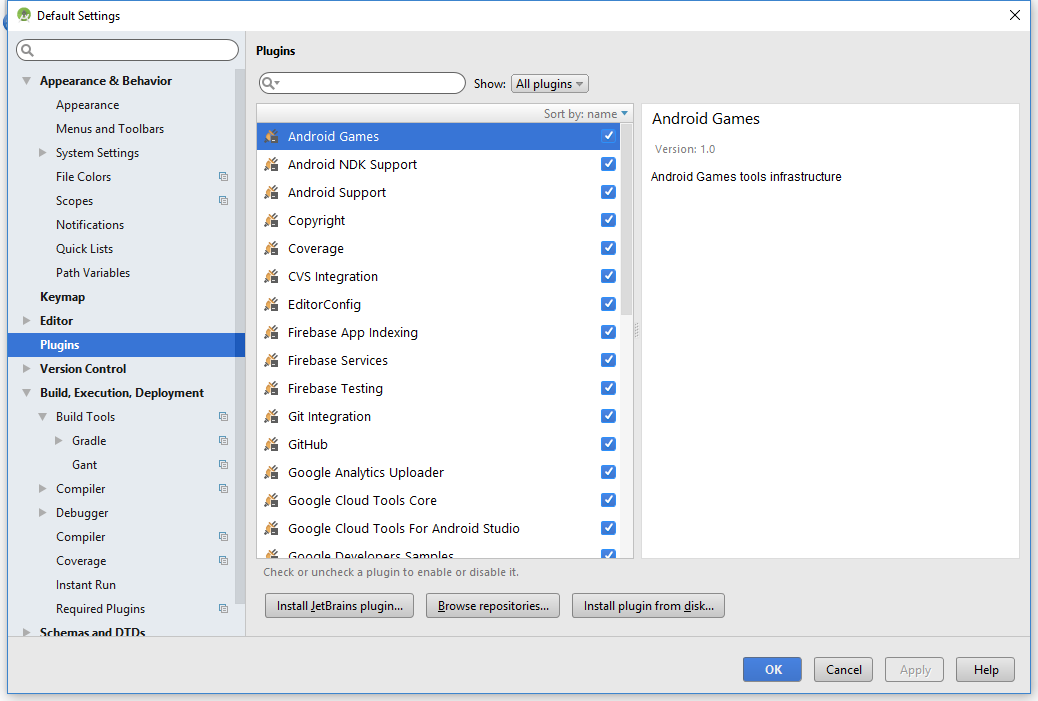 Default Settings
Appearance & Behavior
Appearance
Menus and Toolbars
System Settings
File Colors
Scopes
Notifications
Quick Lists
Path Variables
Keymap
Editor
Plugins
Version Control
Build, Execution, Deployment
Build Tools
Gradle
Gant
Compiler
Debugger
Compiler
Coverage
Instant Run
Required Plugins
Schemas and DTDs
Plugins
Show: All plugins
Sort by: name
Android Games
Android NDK Support
Android Support
Copyright
Coverage
CVS Integration
EditorConfig
Firebase App Indexing
Firebase Services
Firebase Testing
Git Integration
GitHub
Google Analytics Uploader
Google Cloud Tools Core
Google Cloud Tools For Android Studio
Google Developers Samples
Check or uncheck a plugin to enable or disable it.
Install JetBrains plugin... Browse repositories... Install plugin from disk...
Android Games
Version: 1.0
Android Games tools infrastructure
OK Cancel Apply Help